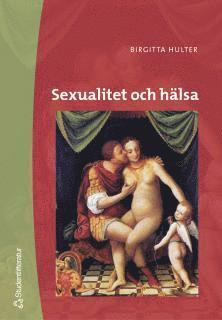 BIRGITTA HULTER
Sexualitet och hälsa
Studentlitteratur